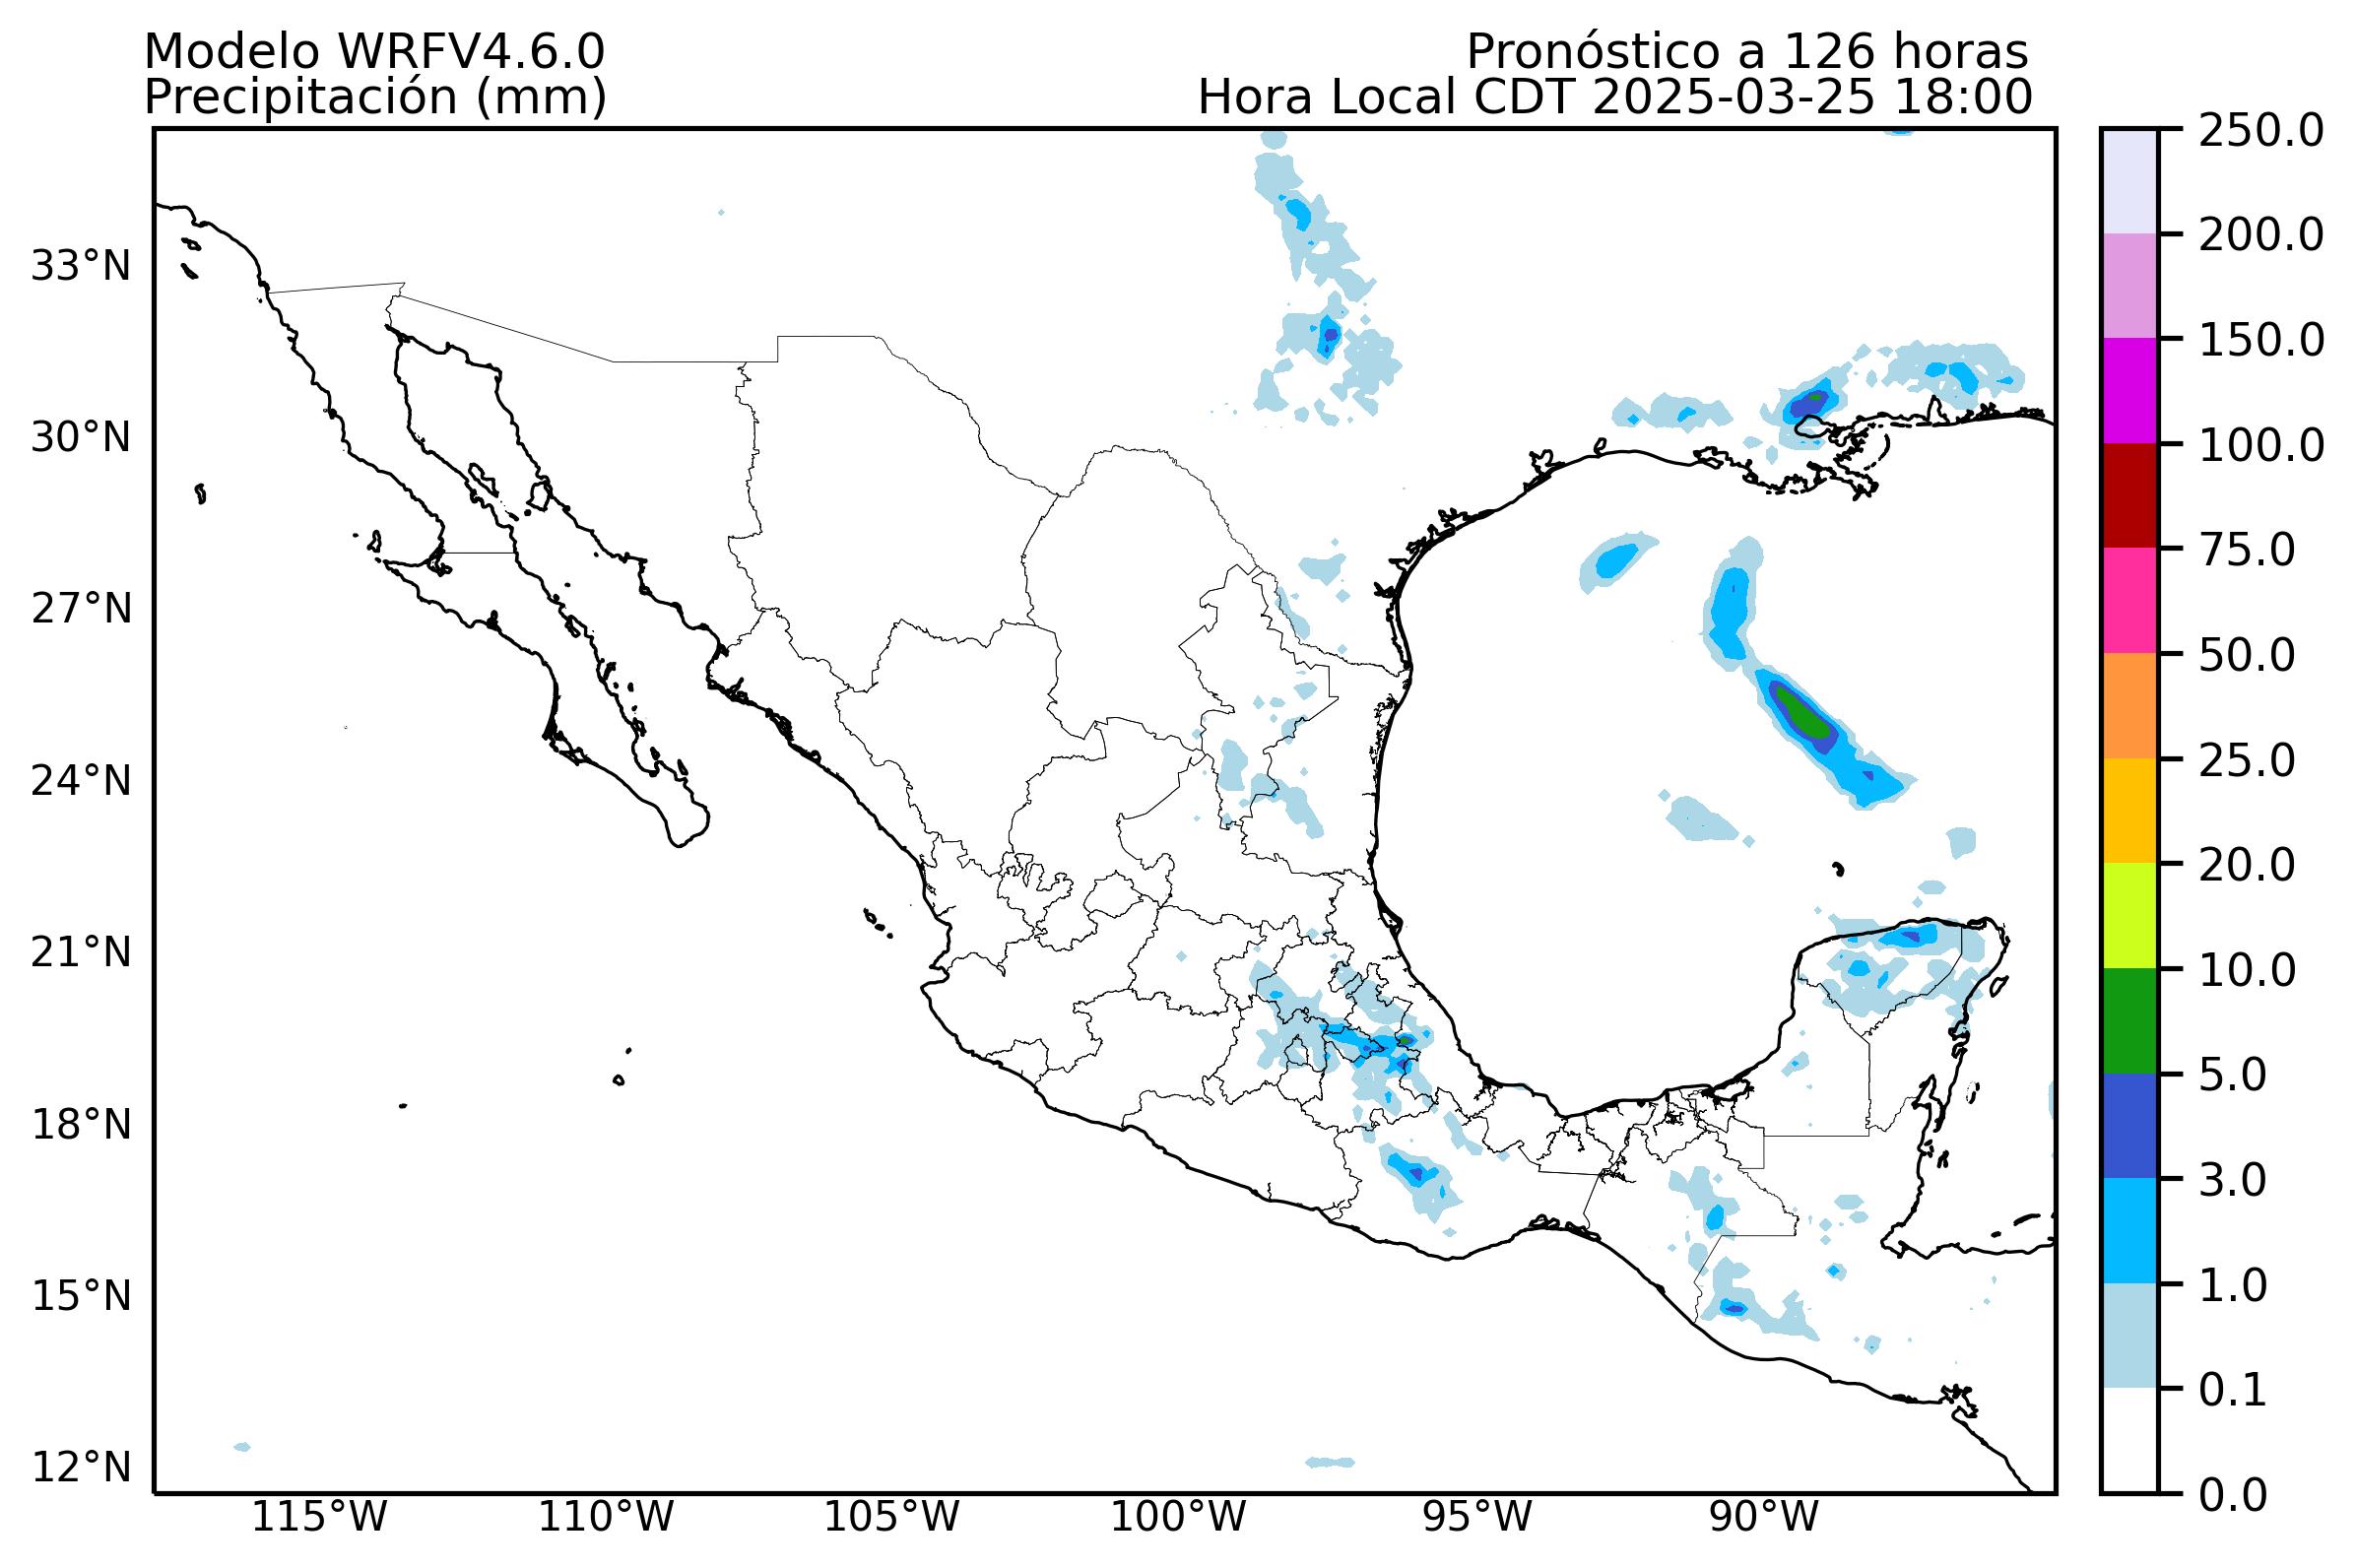 Modelo WRFV4.6.0
Precipitación (mm)
Pronóstico a 126 horas
Hora Local CDT 2025-03-25 18:00
33°N
30°N
27°N
24°N
21°N
18°N
15°N
12°N
115°W
110°W
105°W
100°W
95°W
90°W
250.0
200.0
150.0
100.0
75.0
50.0
25.0
20.0
10.0
5.0
3.0
1.0
0.1
0.0